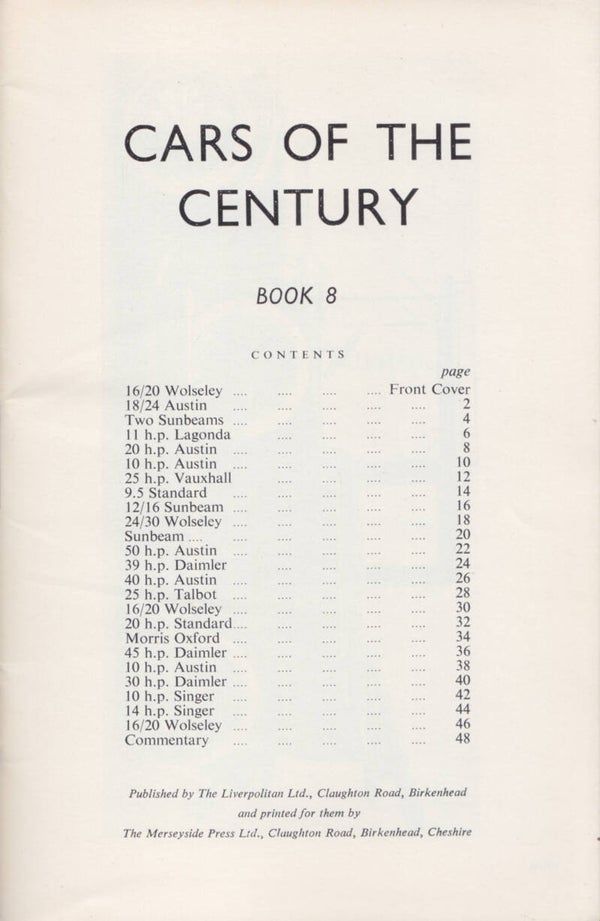 CARS OF THE
CENTURY
BOOK 8
CONTENTS
page
16/20 Wolseley .... .... .... .... Front Cover
18/24 Austin .... .... .... .... .... 2
Two Sunbeams .... .... .... .... .... 4
11 h.p. Lagonda .... .... .... .... 6
20 h.p. Austin .... .... .... .... .... 8
10 h.p. Austin .... .... .... .... .... 10
25 h.p. Vauxhall .... .... .... .... 12
9.5 Standard .... .... .... .... .... 14
12/16 Sunbeam .... .... .... .... .... 16
24/30 Wolseley .... .... .... .... .... 18
Sunbeam .... .... .... .... .... .... 20
50 h.p. Austin .... .... .... .... .... 22
39 h.p. Daimler .... .... .... .... 24
40 h.p. Austin .... .... .... .... .... 26
25 h.p. Talbot .... .... .... .... .... 28
16/20 Wolseley .... .... .... .... .... 30
20 h.p. Standard.... .... .... .... .... 32
Morris Oxford .... .... .... .... .... 34
45 h.p. Daimler .... .... .... .... .... 36
10 h.p. Austin .... .... .... .... .... 38
30 h.p. Daimler .... .... .... .... .... 40
10 h.p. Singer .... .... .... .... .... 42
14 h.p. Singer .... .... .... .... .... 44
16/20 Wolseley .... .... .... .... .... 46
Commentary .... .... .... .... .... 48
Published by The Liverpolitan Ltd., Claughton Road, Birkenhead
and printed for them by
The Merseyside Press Ltd., Claughton Road, Birkenhead, Cheshire